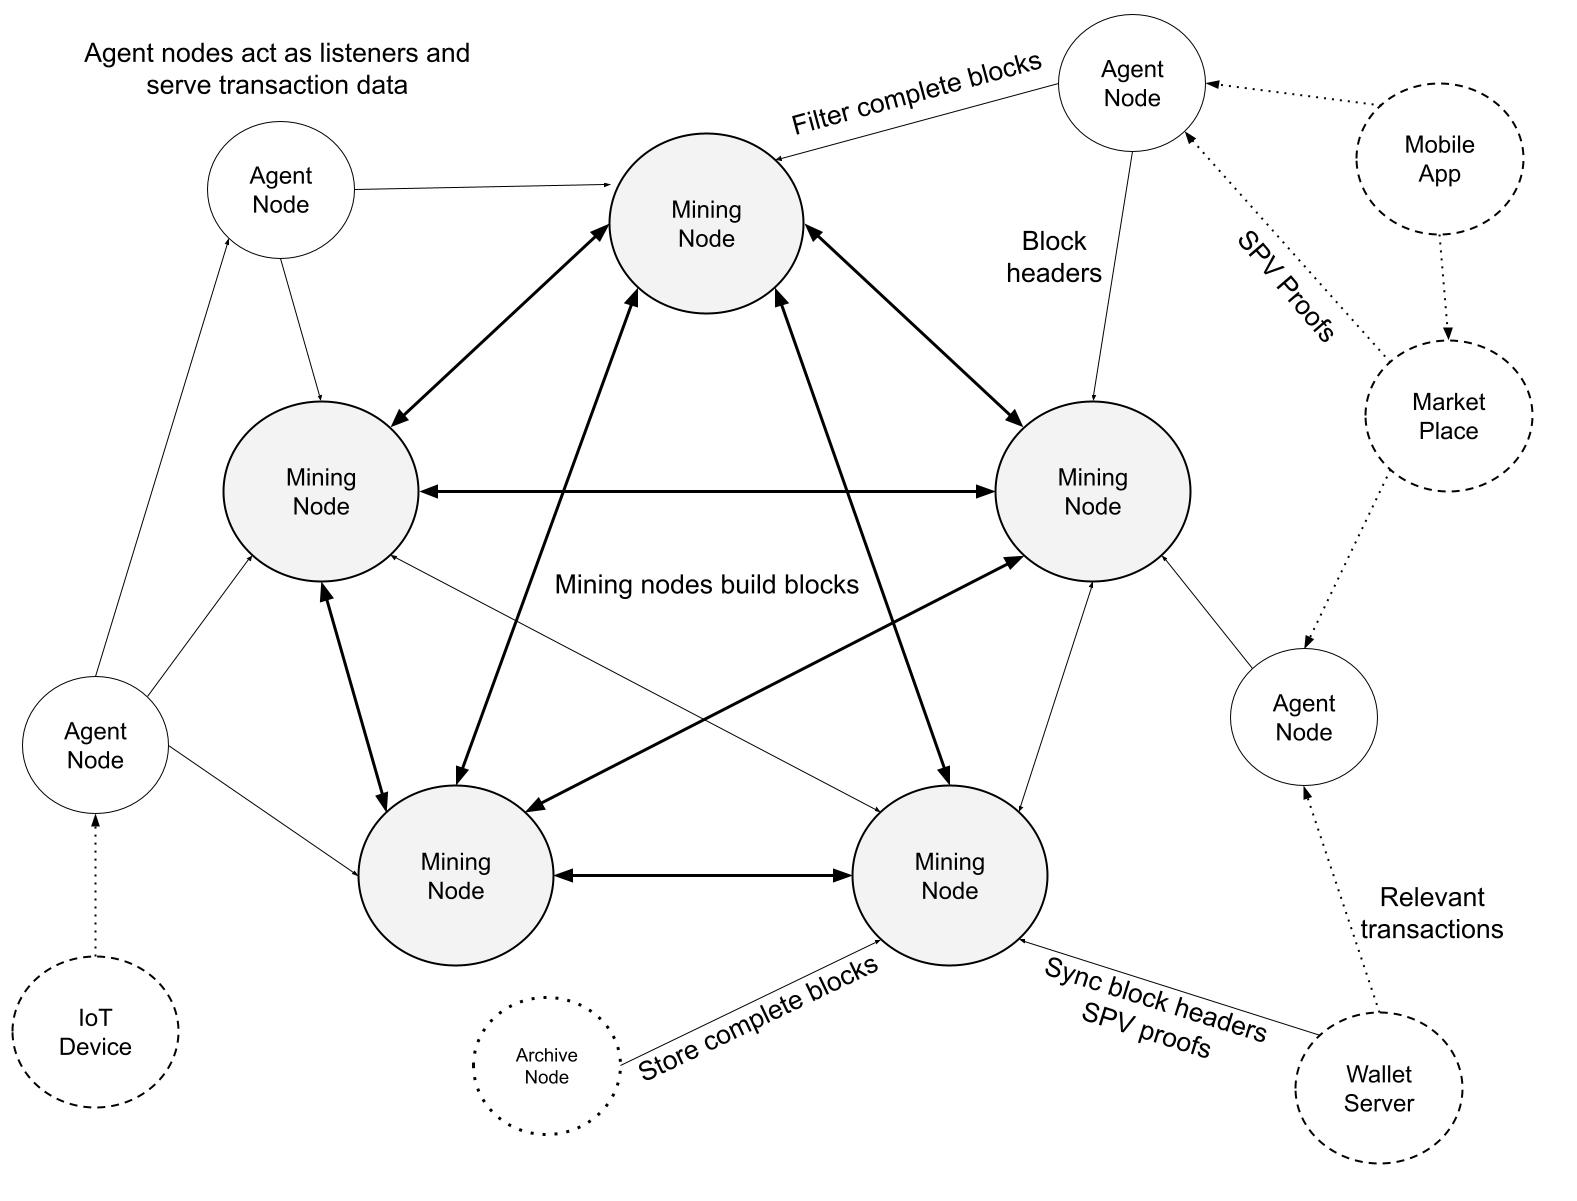 Agent nodes act as listeners and
serve transaction data
Filter complete blocks
Agent
Node
Mobile
App
Agent
Node
Mining
Node
Block
headers
SPV Proofs
Market
Place
Mining
Node
Mining
Node
Mining nodes build blocks
Agent
Node
Agent
Node
Mining
Node
Mining
Node
Relevant
transactions
IoT
Device
Archive
Node
Store complete blocks
Sync block headers
SPV proofs
Wallet
Server